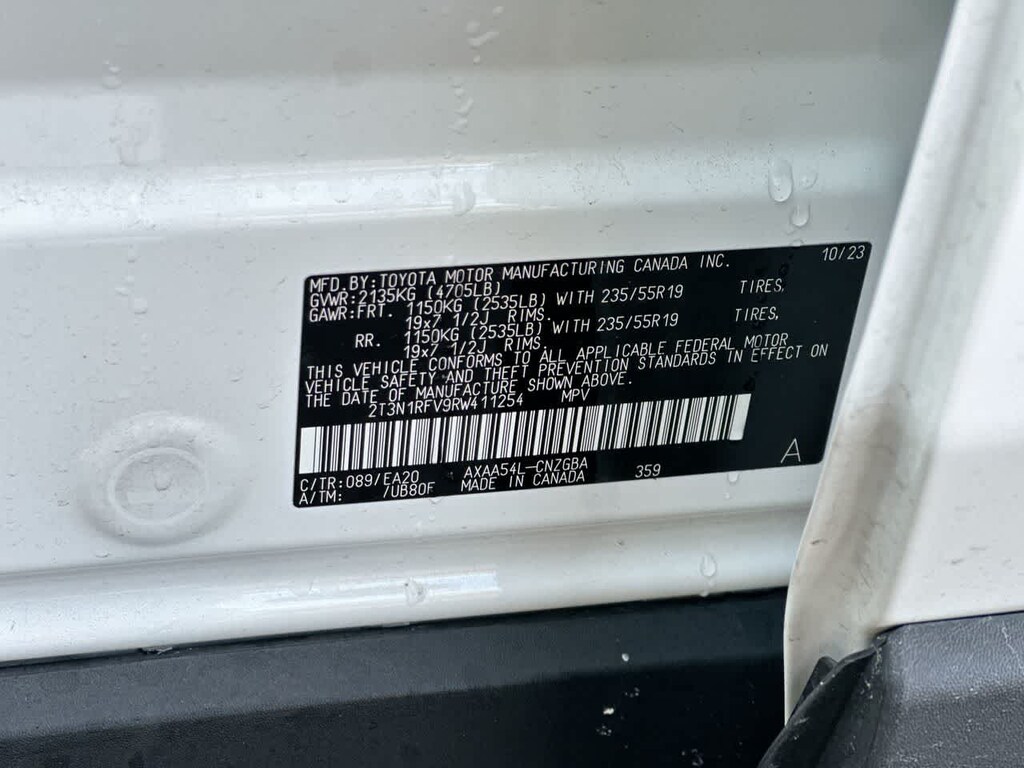 MFD.BY:TOYOTA MOTOR MANUFACTURING CANADA INC. 10/23
GVWR:2135KG (4705LB)
GAWR:FRT. 1150KG (2535LB) WITH 235/55R19 TIRES,
19x7 1/2J RIMS.
RR. 1150KG (2535LB) WITH 235/55R19 TIRES,
19x7 1/2J RIMS.
THIS VEHICLE CONFORMS TO ALL APPLICABLE FEDERAL MOTOR
VEHICLE SAFETY AND THEFT PREVENTION STANDARDS IN EFFECT ON
THE DATE OF MANUFACTURE SHOWN ABOVE.
2T3N1RFV9RW411254 MPV
C/TR:089/EA20 AXAA54L-CNZGBA 359 A
A/TM: /UB80F MADE IN CANADA